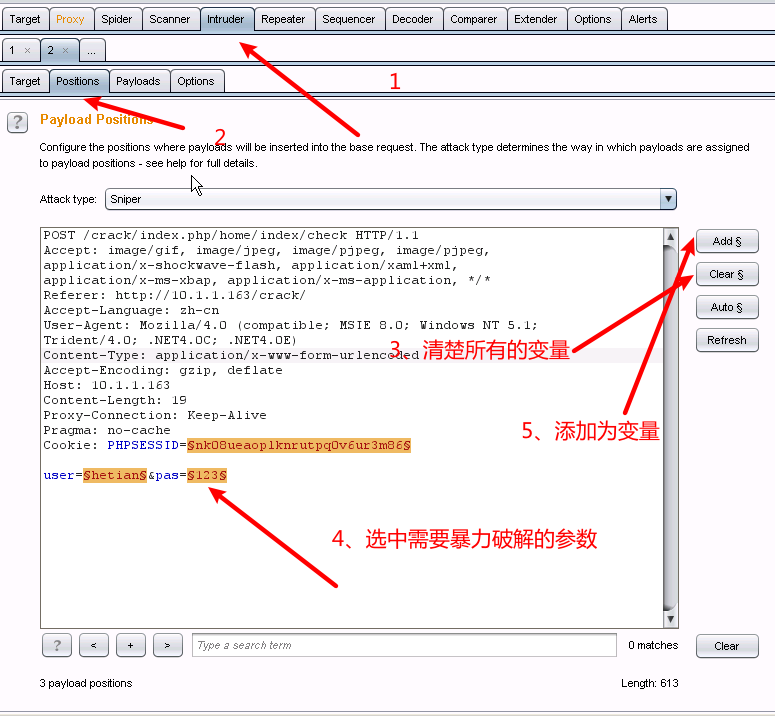 Target Proxy Spider Scanner Intruder Repeater Sequencer Decoder Comparer Extender Options Alerts
1 × 2 × ...
Target Positions Payloads Options
1
? Payload Positions
2
Configure the positions where payloads will be inserted into the base request. The attack type determines the way in which payloads are assigned
to payload positions - see help for full details.
Attack type: Sniper
POST /crack/index.php/home/index/check HTTP/1.1
Accept: image/gif, image/jpeg, image/pjpeg, image/pjpeg,
application/x-shockwave-flash, application/xaml+xml,
application/x-ms-xbap, application/x-ms-application, */*
Referer: http://10.1.1.163/crack/
Accept-Language: zh-cn
User-Agent: Mozilla/4.0 (compatible; MSIE 8.0; Windows NT 5.1;
Trident/4.0; .NET4.0C; .NET4.0E)
Content-Type: application/x-www-form-urlencoded
Accept-Encoding: gzip, deflate
Host: 10.1.1.163
Content-Length: 19
Proxy-Connection: Keep-Alive
Pragma: no-cache
Cookie: PHPSESSID=§nk08ueaoplknrutpq0v6ur3m86§
user=§hetian§&pas=§123§
Add §
Clear §
Auto §
Refresh
3、清楚所有的变量
5、添加为变量
4、选中需要暴力破解的参数
? < + > Type a search term 0 matches Clear
3 payload positions Length: 613